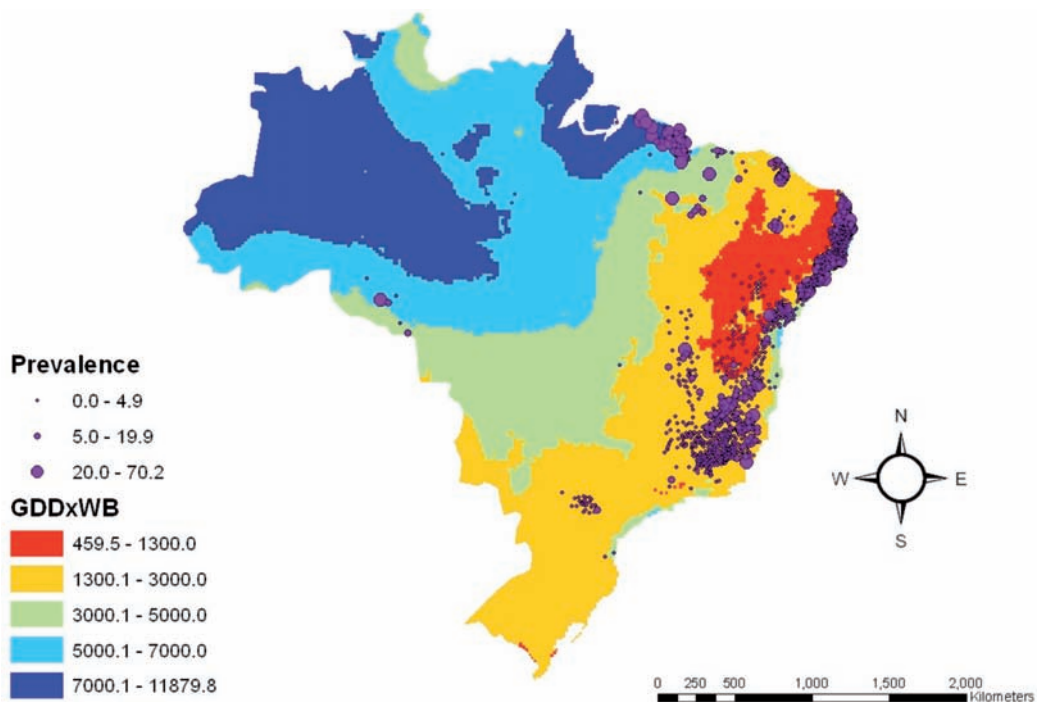 Prevalence
0.0 - 4.9
5.0 - 19.9
20.0 - 70.2
GDDxWB
459.5 - 1300.0
1300.1 - 3000.0
3000.1 - 5000.0
5000.1 - 7000.0
7000.1 - 11879.8
N
W E
S
0 250 500 1,000 1,500 2,000
Kilometers